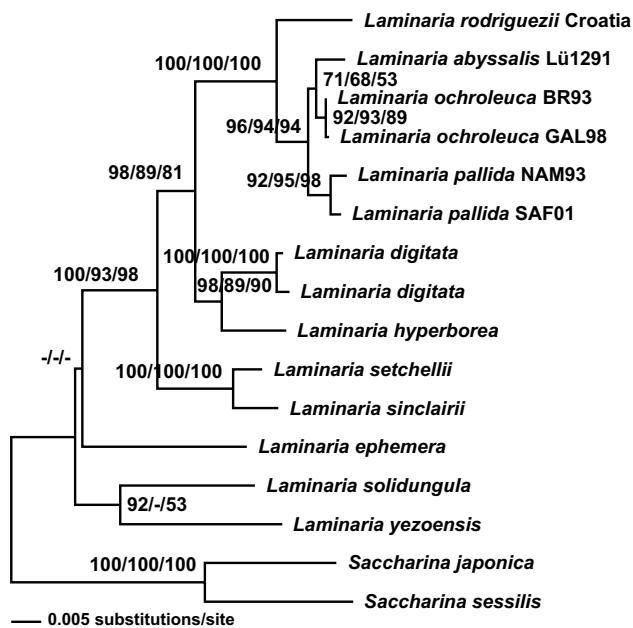 Laminaria rodriguezii Croatia
Laminaria abyssalis Lü1291
100/100/100
71/68/53
Laminaria ochroleuca BR93
92/93/89
96/94/94
Laminaria ochroleuca GAL98
98/89/81
92/95/98
Laminaria pallida NAM93
Laminaria pallida SAF01
100/100/100
Laminaria digitata
100/93/98
98/89/90
Laminaria digitata
Laminaria hyperborea
-/-/-
100/100/100
Laminaria setchellii
Laminaria sinclairii
Laminaria ephemera
Laminaria solidungula
92/-/53
Laminaria yezoensis
100/100/100
Saccharina japonica
Saccharina sessilis
0.005 substitutions/site